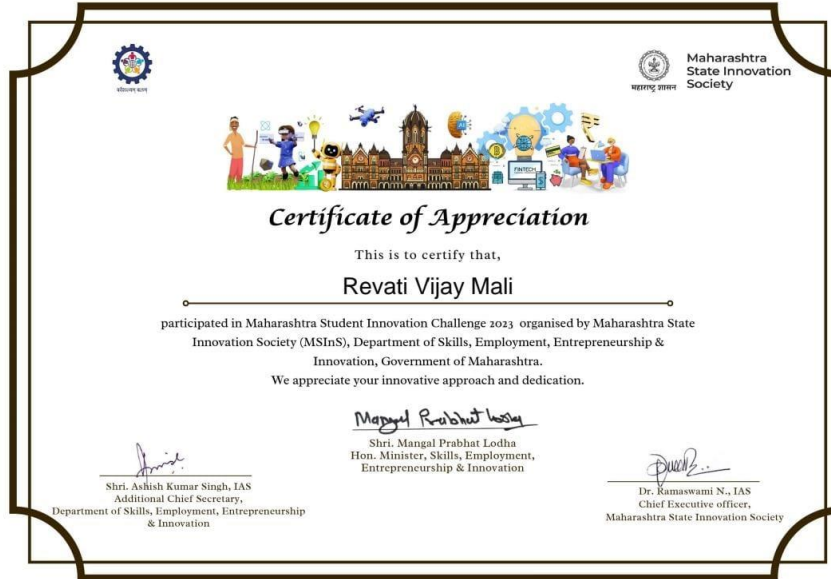 कौशल्यम् बलम्
महाराष्ट्र शासन
Maharashtra
State Innovation
Society
FINTECH
Certificate of Appreciation
This is to certify that,
Revati Vijay Mali
participated in Maharashtra Student Innovation Challenge 2023 organised by Maharashtra State
Innovation Society (MSInS), Department of Skills, Employment, Entrepreneurship &
Innovation, Government of Maharashtra.
We appreciate your innovative approach and dedication.
Mangal Prabhat Lodha
Shri. Mangal Prabhat Lodha
Hon. Minister, Skills, Employment,
Entrepreneurship & Innovation
Shri. Ashish Kumar Singh, IAS
Additional Chief Secretary,
Department of Skills, Employment, Entrepreneurship
& Innovation
Dr. Ramaswami N., IAS
Chief Executive officer,
Maharashtra State Innovation Society